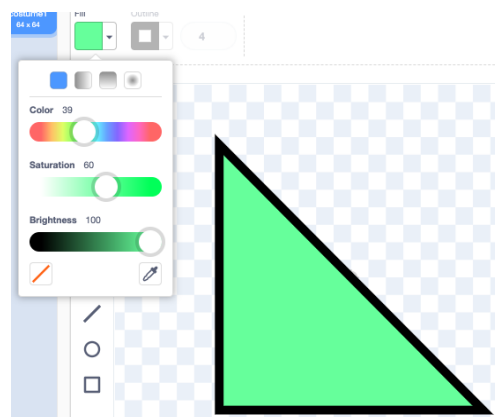 costume1
64 x 64
Fill
Outline
4
Color 39
Saturation 60
Brightness 100